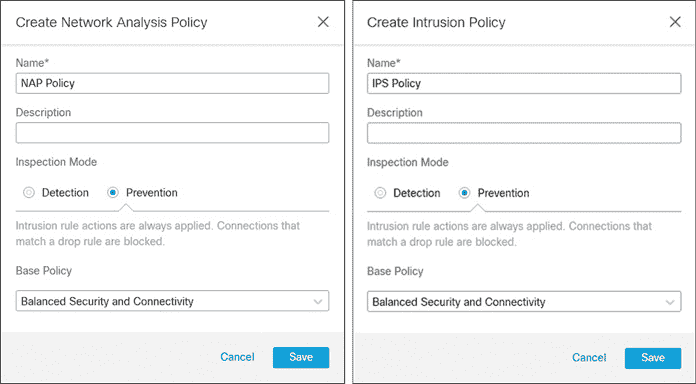 Create Network Analysis Policy
Name*
NAP Policy
Description
Inspection Mode
Detection
Prevention
Intrusion rule actions are always applied. Connections that
match a drop rule are blocked.
Base Policy
Balanced Security and Connectivity
Cancel
Save
Create Intrusion Policy
Name*
IPS Policy
Description
Inspection Mode
Detection
Prevention
Intrusion rule actions are always applied. Connections that
match a drop rule are blocked.
Base Policy
Balanced Security and Connectivity
Cancel
Save